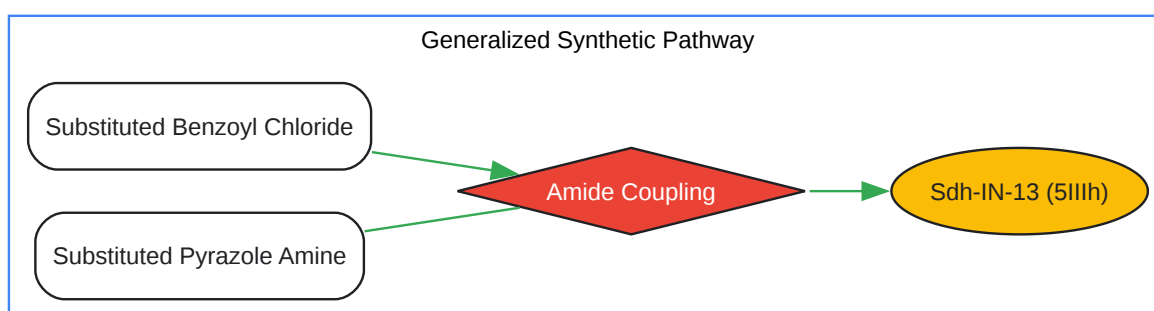 Generalized Synthetic Pathway
Substituted Benzoyl Chloride
Substituted Pyrazole Amine
Amide Coupling
Sdh-IN-13 (5IIIh)